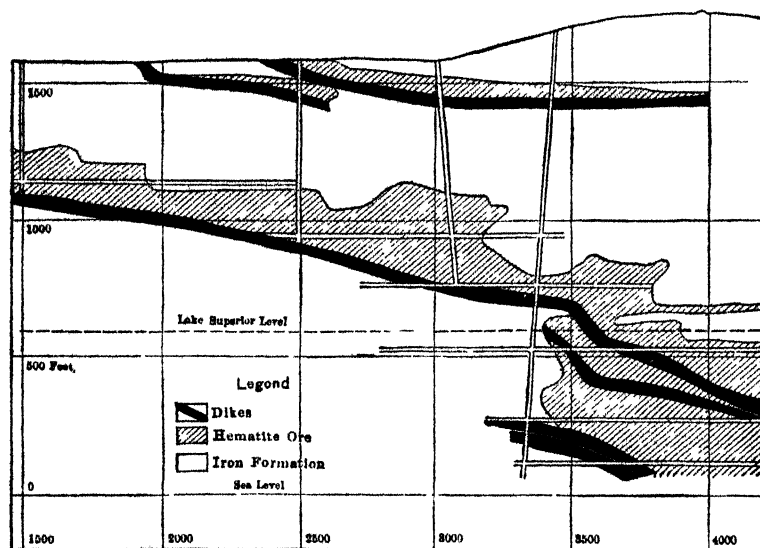 1500
1000
Lake Superior Level
500 Feet,
Legend
Dikes
Hematite Ore
Iron Formation
Sea Level
0
1500
2000
2500
3000
3500
4000